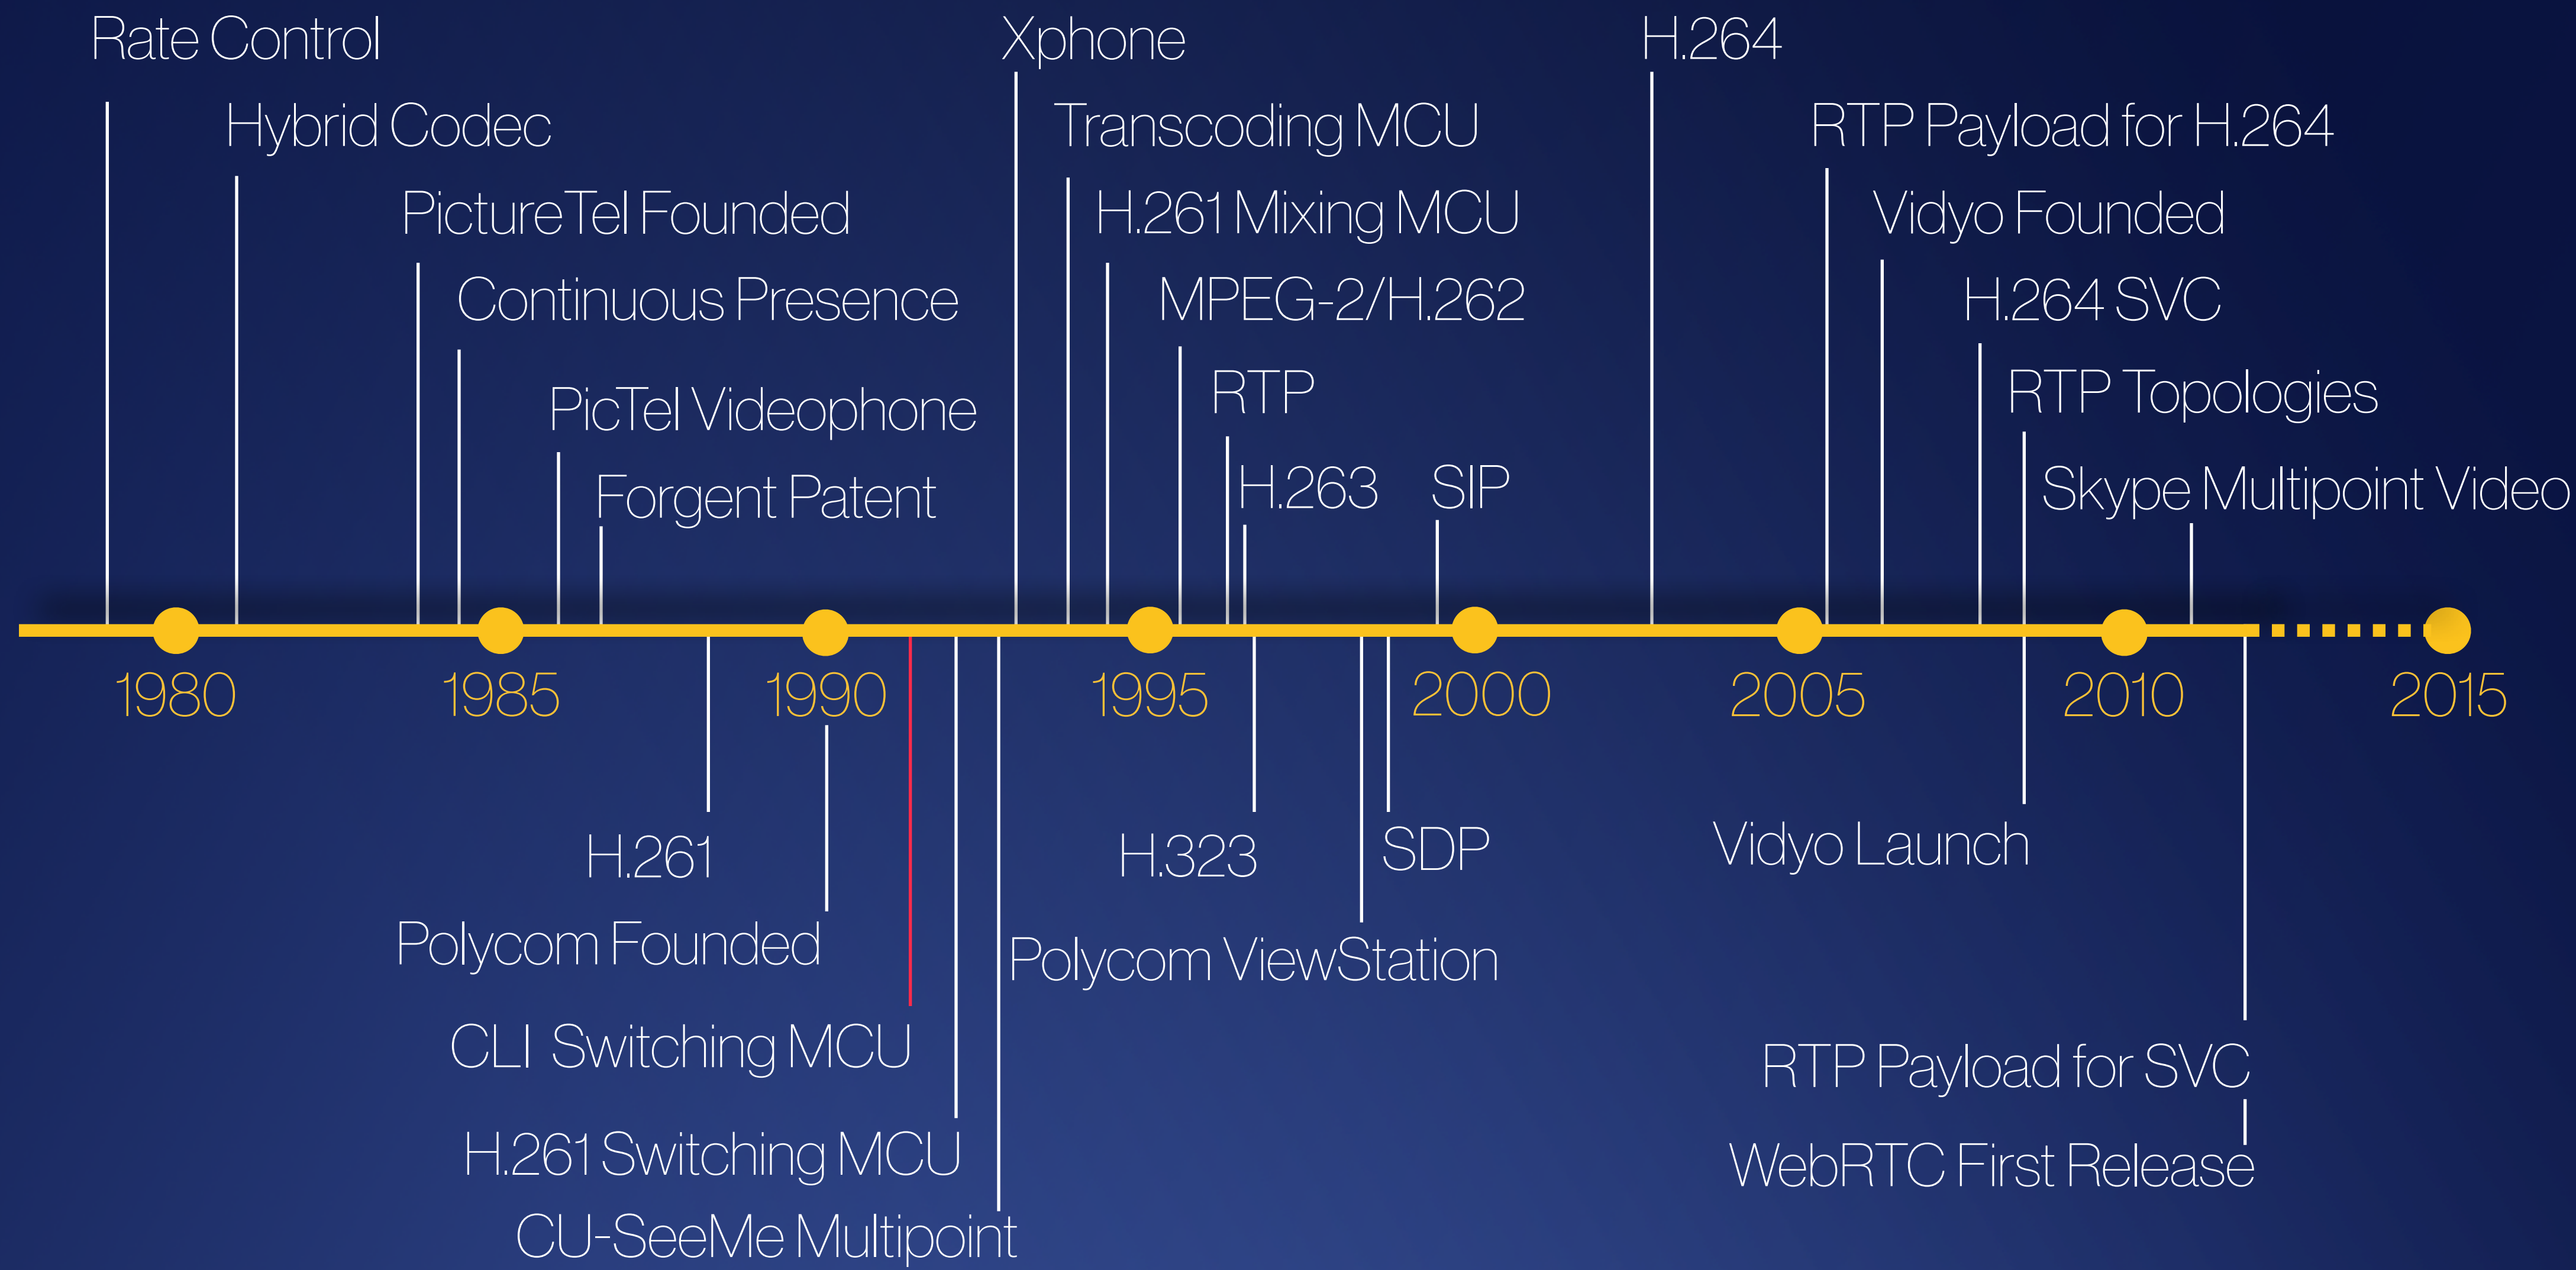 Rate Control
Xphone
H.264
Hybrid Codec
Transcoding MCU
RTP Payload for H.264
PictureTel Founded
H.261 Mixing MCU
Vidyo Founded
Continuous Presence
MPEG-2/H.262
H.264 SVC
PicTel Videophone
RTP
RTP Topologies
Forgent Patent
H.263
SIP
Skype Multipoint Video
1980
1985
1990
1995
2000
2005
2010
2015
H.261
H.323
SDP
Vidyo Launch
Polycom Founded
Polycom ViewStation
CLI Switching MCU
RTP Payload for SVC
H.261 Switching MCU
WebRTC First Release
CU-SeeMe Multipoint